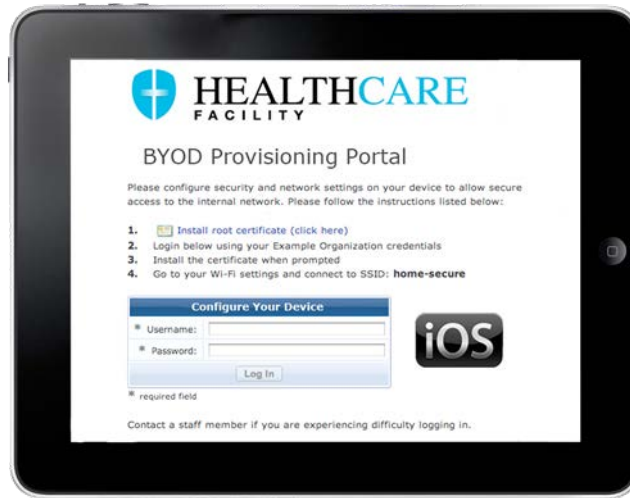 HEALTHCARE
FACILITY
BYOD Provisioning Portal
Please configure security and network settings on your device to allow secure
access to the internal network. Please follow the instructions listed below:
1. Install root certificate (click here)
2. Login below using your Example Organization credentials
3. Install the certificate when prompted
4. Go to your Wi-Fi settings and connect to SSID: home-secure
Configure Your Device
* Username:
* Password:
Log In
* required field
iOS
Contact a staff member if you are experiencing difficulty logging in.